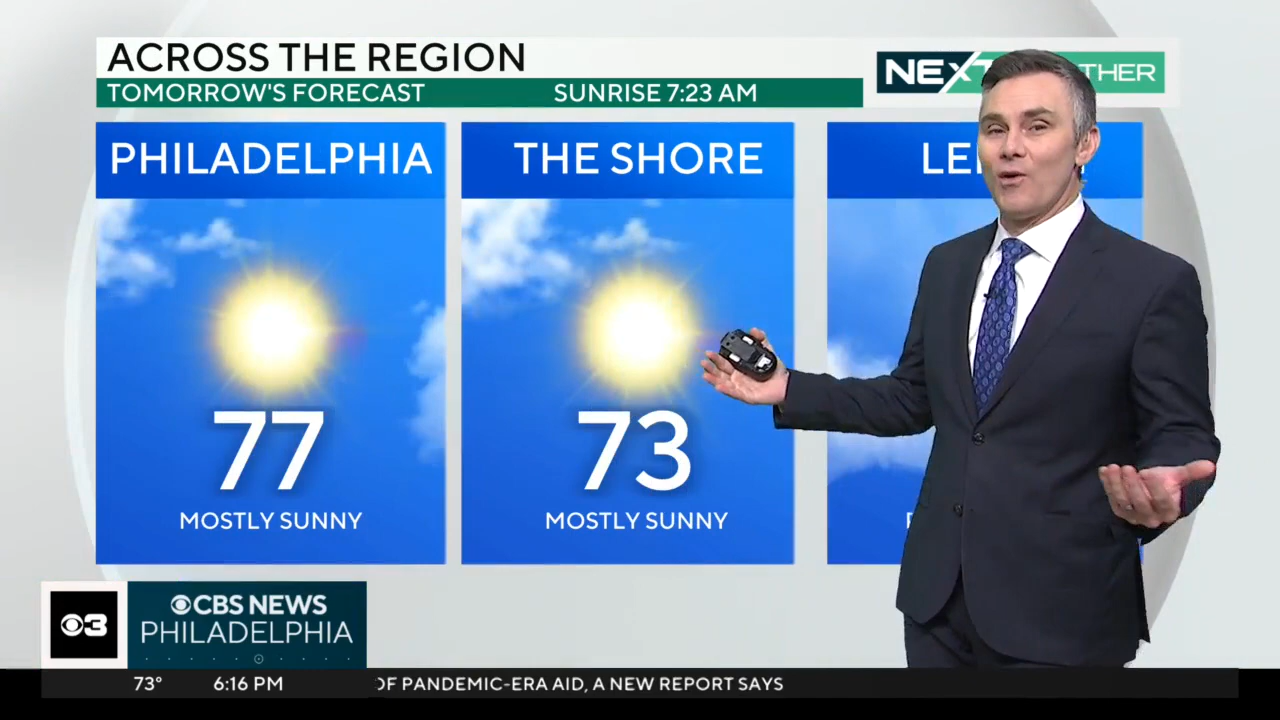 ACROSS THE REGION
TOMORROW'S FORECAST SUNRISE 7:23 AM
PHILADELPHIA
THE SHORE
77
73
MOSTLY SUNNY
MOSTLY SUNNY
CBS NEWS
PHILADELPHIA
3
73° 6:16 PM OF PANDEMIC-ERA AID, A NEW REPORT SAYS